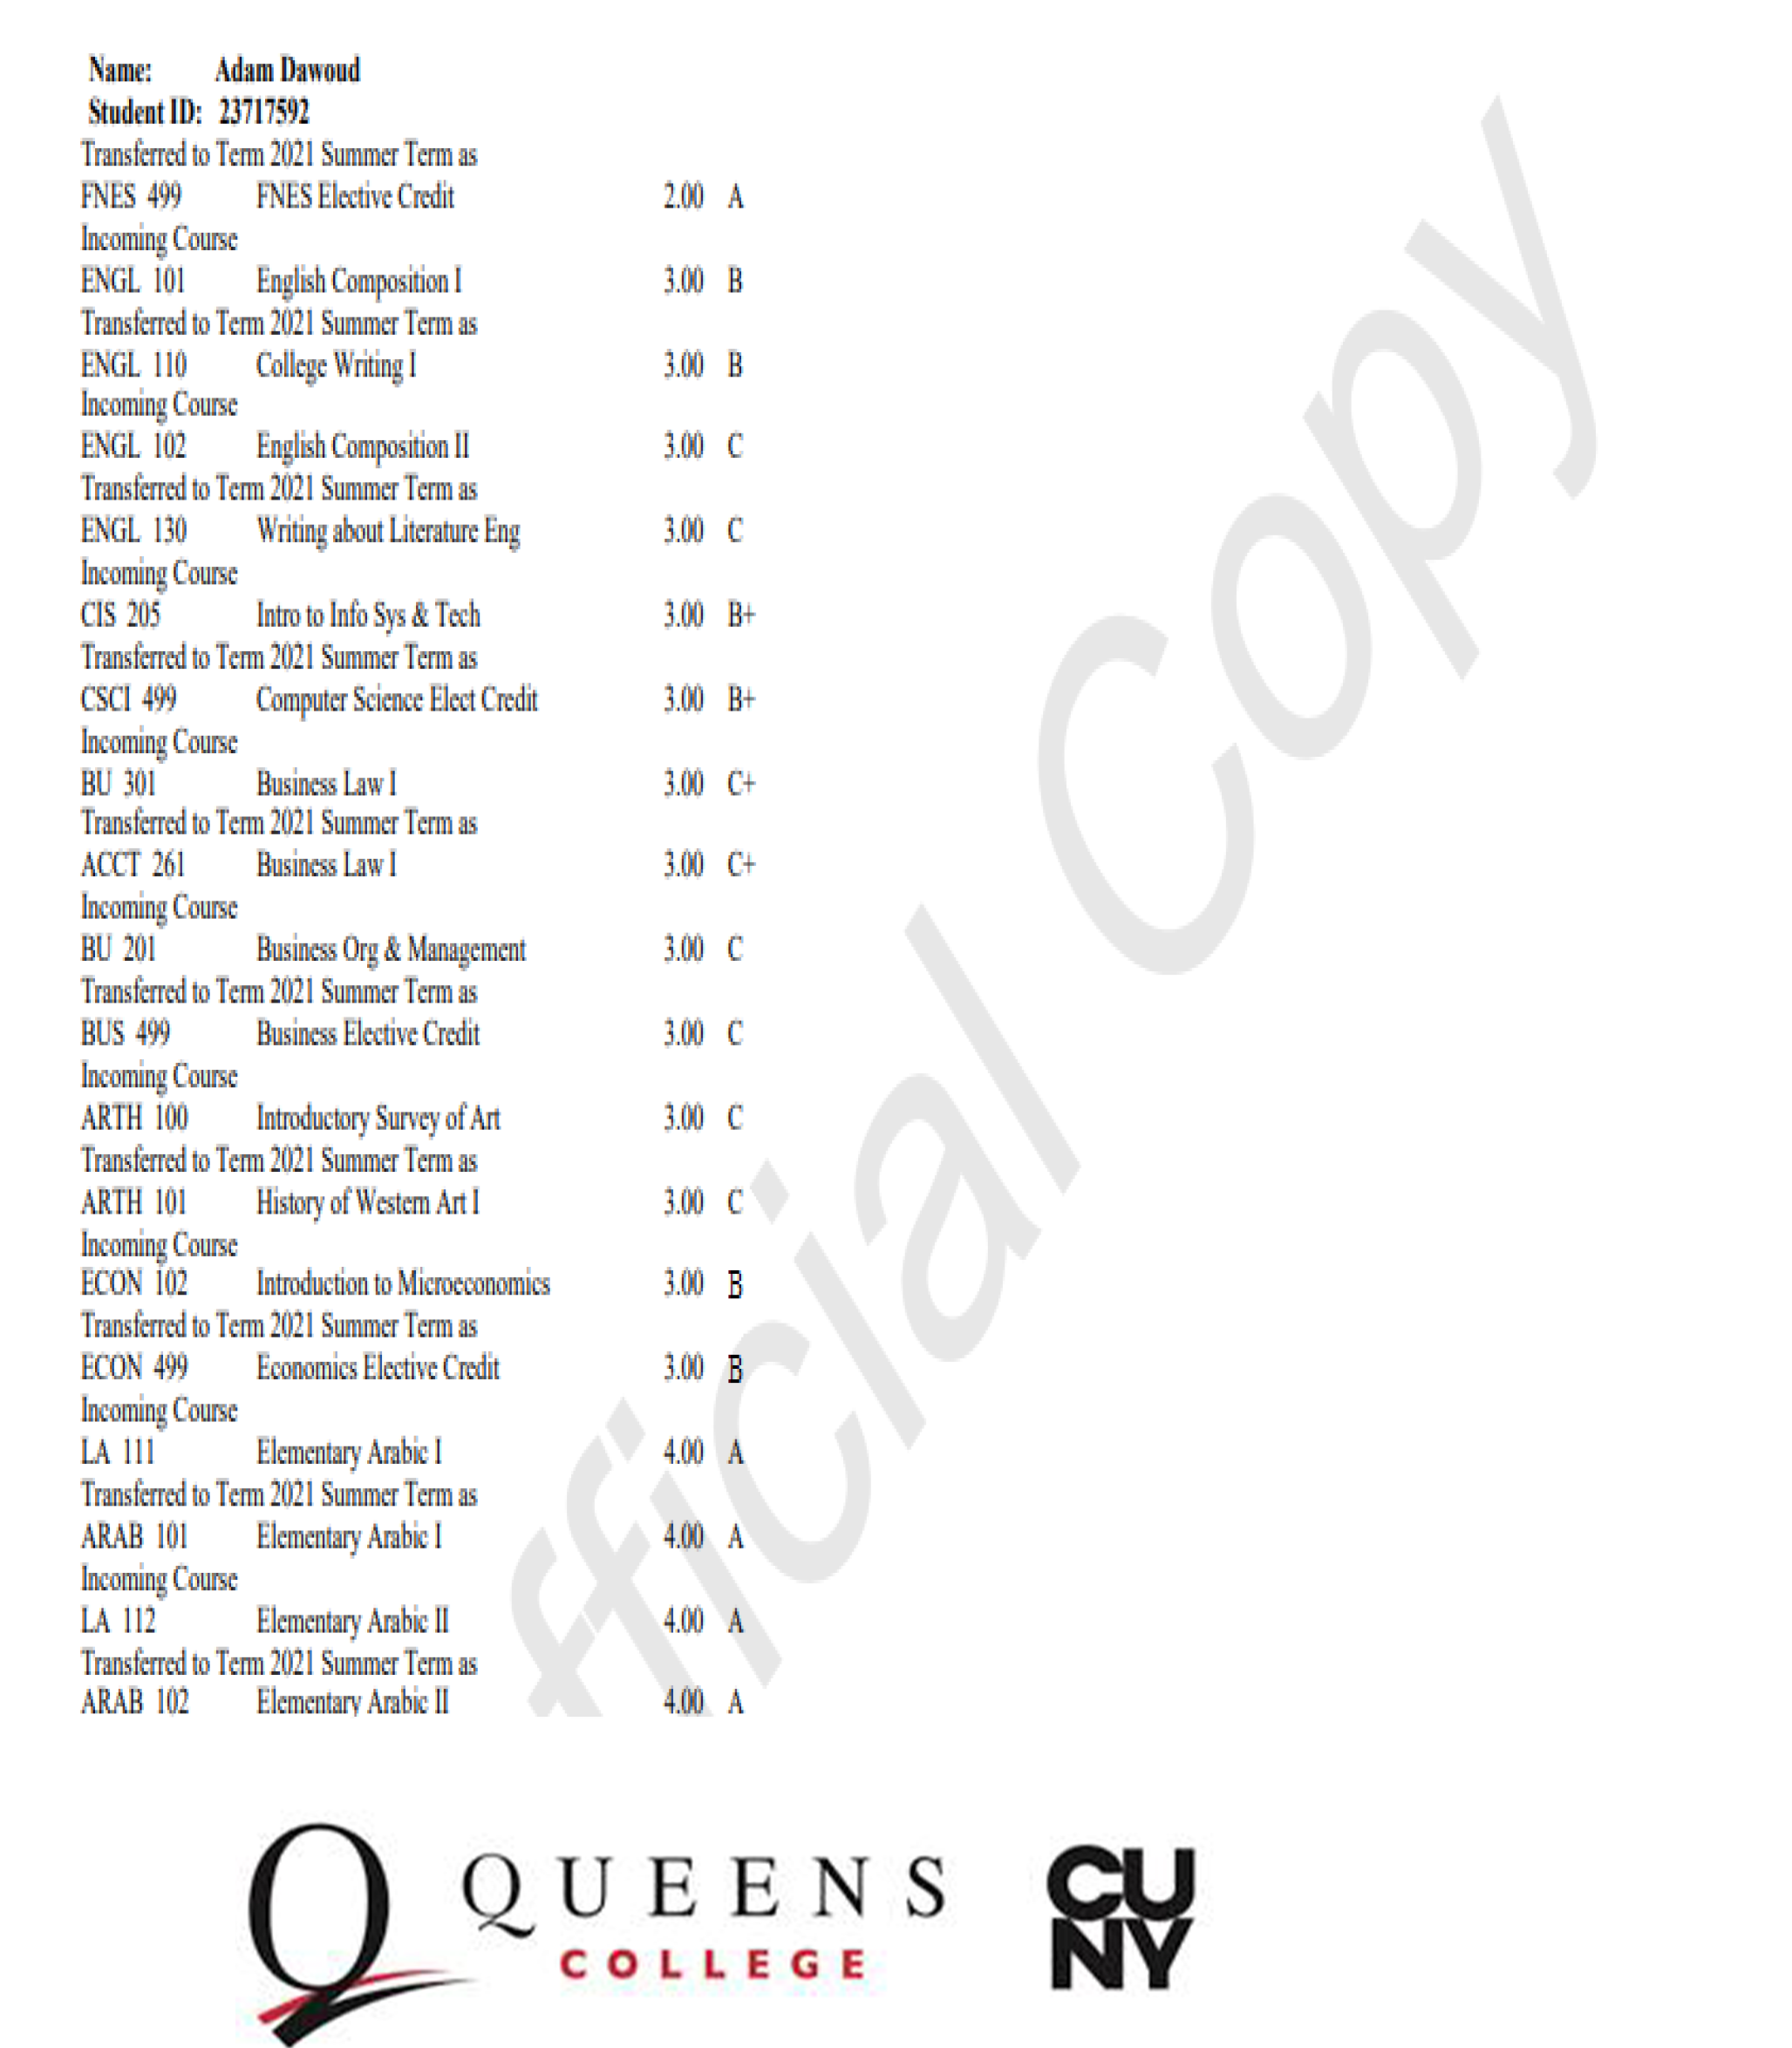 Name: Adam Dawoud
Student ID: 23717592
Transferred to Term 2021 Summer Term as
FNES 499 FNES Elective Credit 2.00 A
Incoming Course
ENGL 101 English Composition I 3.00 B
Transferred to Term 2021 Summer Term as
ENGL 110 College Writing I 3.00 B
Incoming Course
ENGL 102 English Composition II 3.00 C
Transferred to Term 2021 Summer Term as
ENGL 130 Writing about Literature Eng 3.00 C
Incoming Course
CIS 205 Intro to Info Sys & Tech 3.00 B+
Transferred to Term 2021 Summer Term as
CSCI 499 Computer Science Elect Credit 3.00 B+
Incoming Course
BU 301 Business Law I 3.00 C+
Transferred to Term 2021 Summer Term as
ACCT 261 Business Law I 3.00 C+
Incoming Course
BU 201 Business Org & Management 3.00 C
Transferred to Term 2021 Summer Term as
BUS 499 Business Elective Credit 3.00 C
Incoming Course
ARTH 100 Introductory Survey of Art 3.00 C
Transferred to Term 2021 Summer Term as
ARTH 101 History of Western Art I 3.00 C
Incoming Course
ECON 102 Introduction to Microeconomics 3.00 B
Transferred to Term 2021 Summer Term as
ECON 499 Economics Elective Credit 3.00 B
Incoming Course
LA 111 Elementary Arabic I 4.00 A
Transferred to Term 2021 Summer Term as
ARAB 101 Elementary Arabic I 4.00 A
Incoming Course
LA 112 Elementary Arabic II 4.00 A
Transferred to Term 2021 Summer Term as
ARAB 102 Elementary Arabic II 4.00 A
fficial Copy
Q QUEENS
COLLEGE
CU
NY